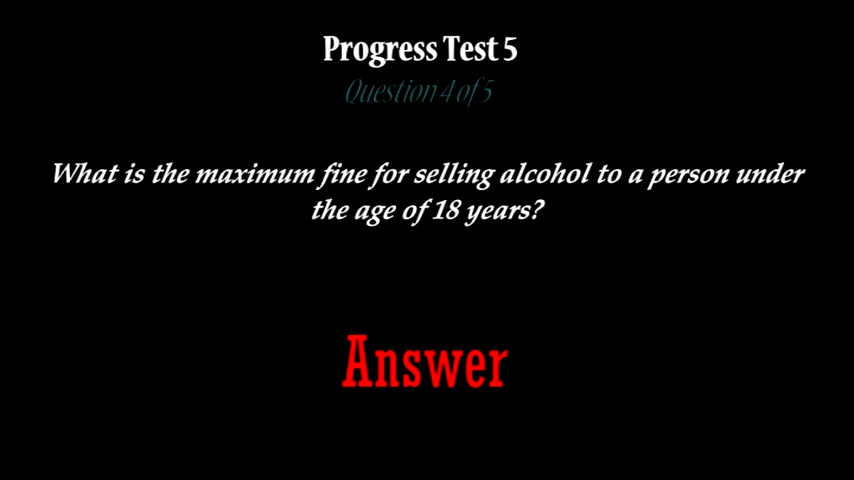 Progress Test 5
Question 4 of 5
What is the maximum fine for selling alcohol to a person under
the age of 18 years?
Answer